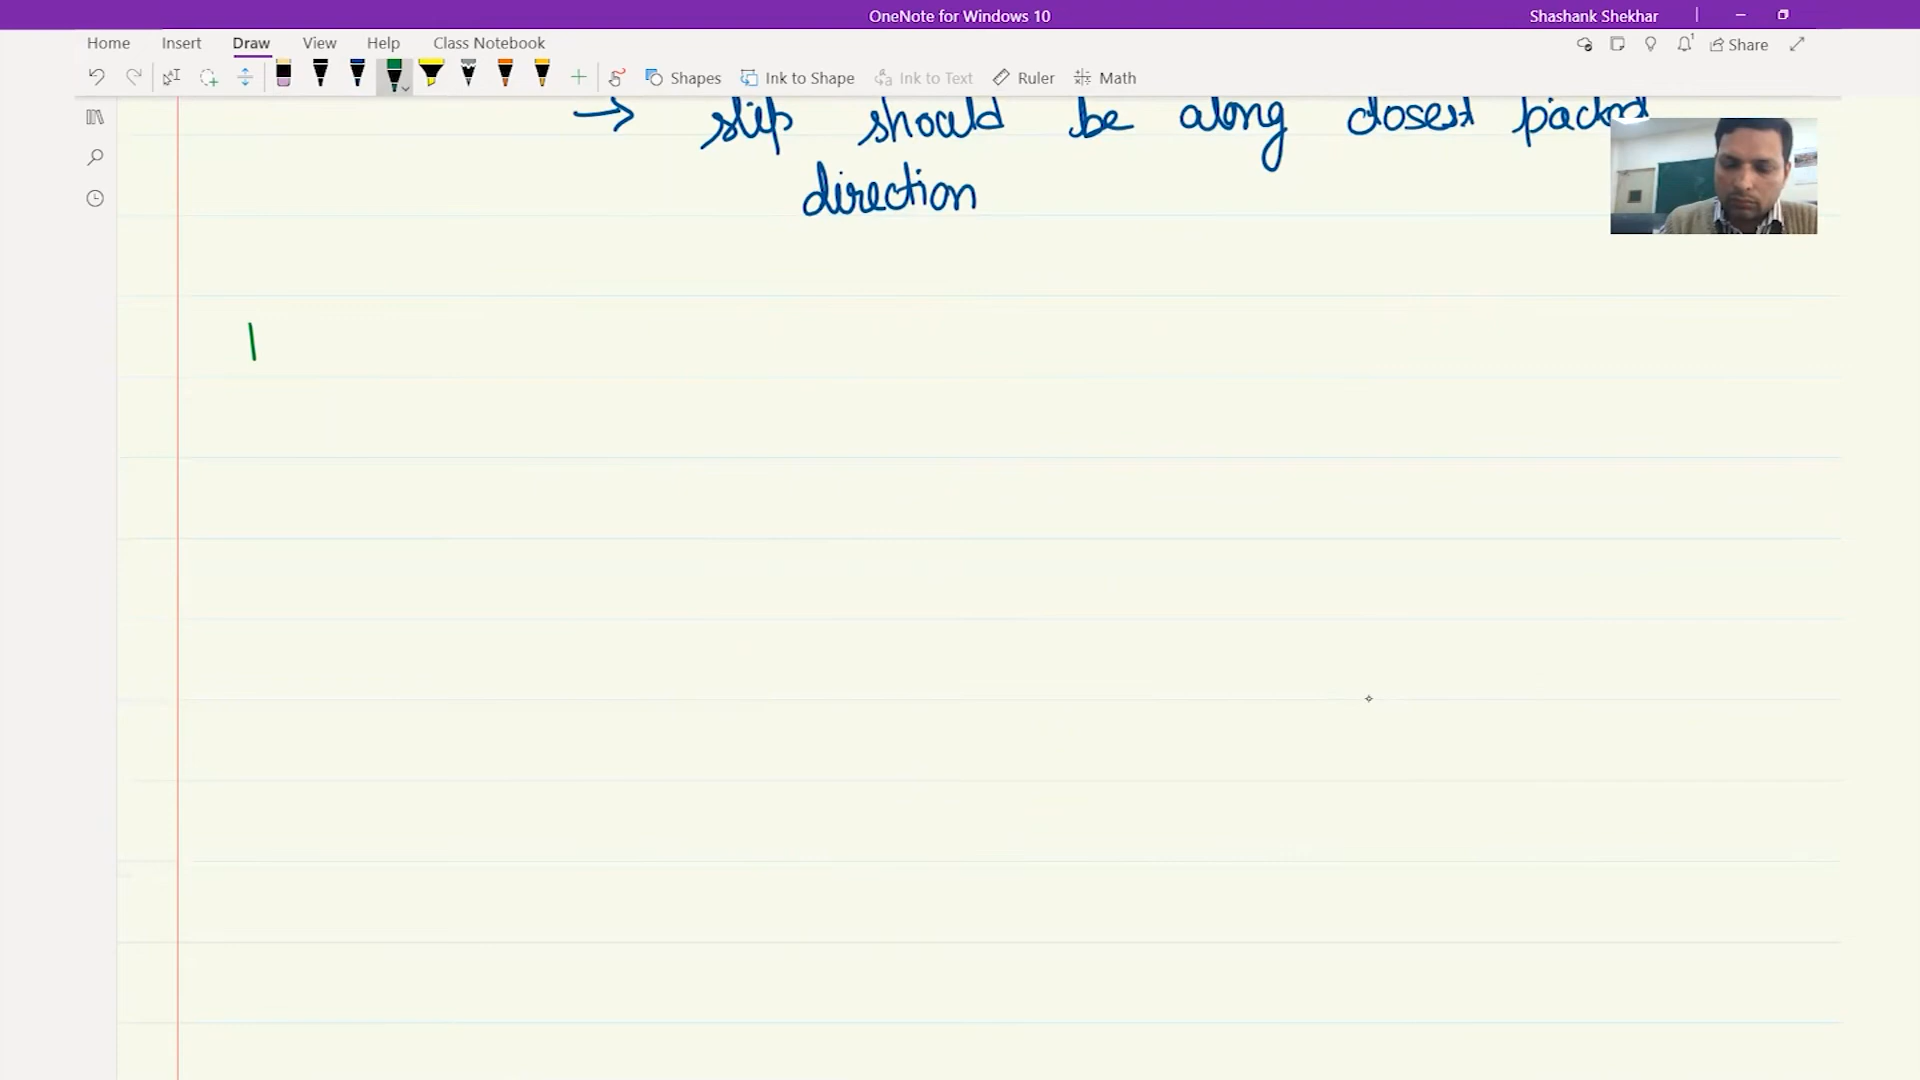 OneNote for Windows 10
Shashank Shekhar
Home Insert Draw View Help Class Notebook
Share
Shapes Ink to Shape Ink to Text Ruler Math
→ slip should be along closest packed
direction